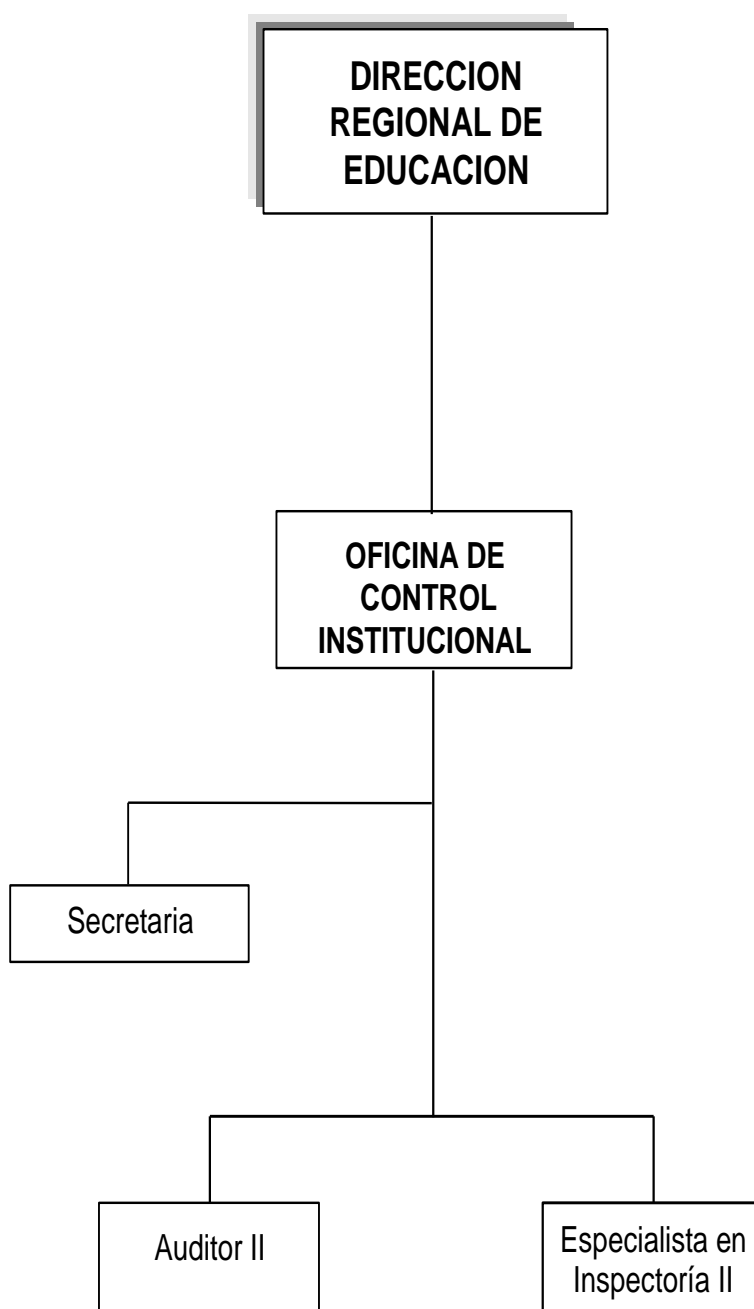 DIRECCION
REGIONAL DE
EDUCACION
OFICINA DE
CONTROL
INSTITUCIONAL
Secretaria
Auditor II
Especialista en
Inspectoría II